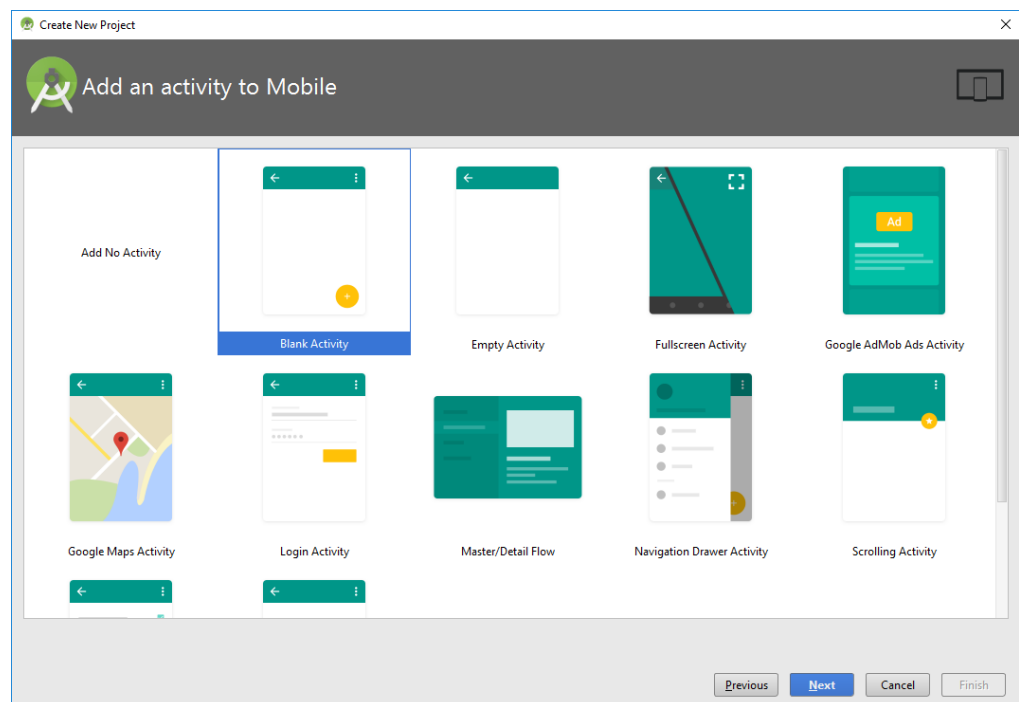 Create New Project
Add an activity to Mobile
Add No Activity
Blank Activity
Empty Activity
Fullscreen Activity
Ad
Google AdMob Ads Activity
Google Maps Activity
Login Activity
Master/Detail Flow
Navigation Drawer Activity
Scrolling Activity
Previous
Next
Cancel
Finish